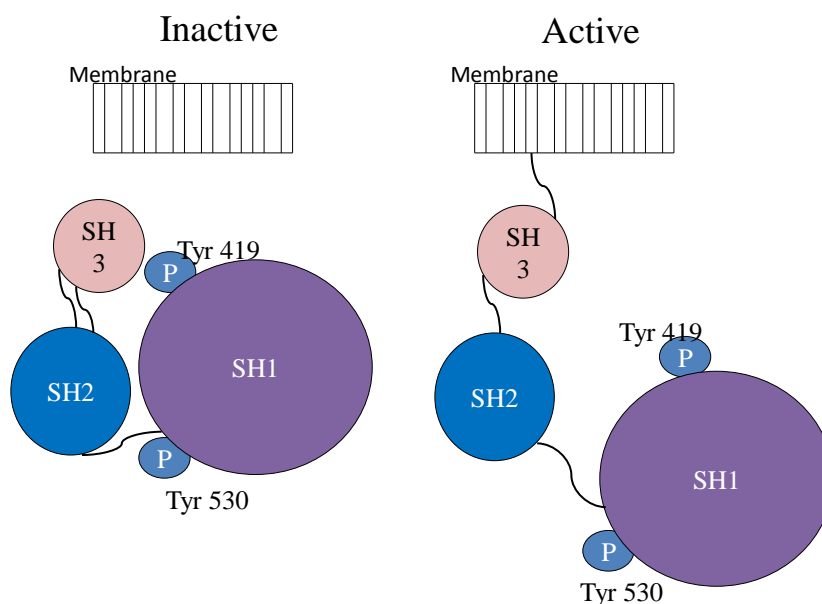 Inactive
Membrane
SH
3
Tyr 419
P
SH1
SH2
P
Tyr 530
Active
Membrane
SH
3
Tyr 419
P
SH2
SH1
P
Tyr 530